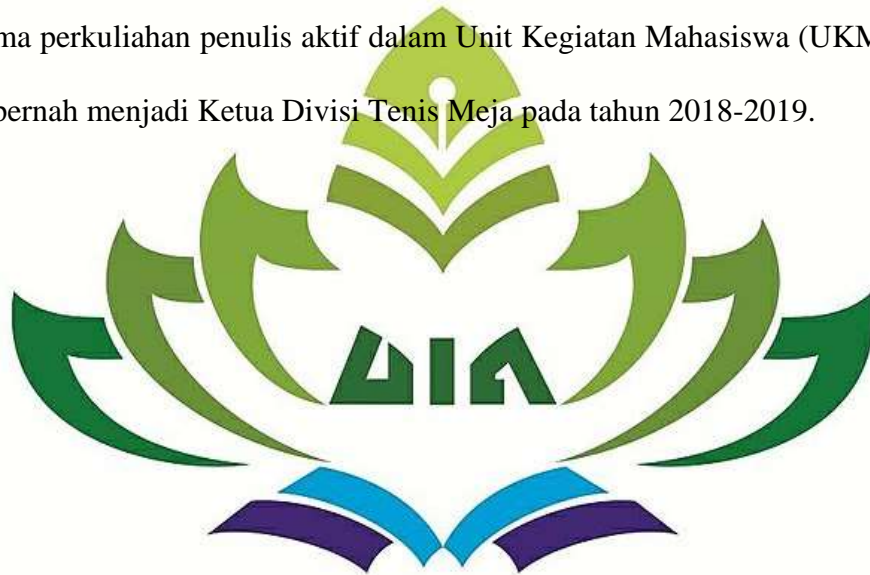 ma perkuliahan penulis aktif dalam Unit Kegiatan Mahasiswa (UKM
pernah menjadi Ketua Divisi Tenis Meja pada tahun 2018-2019.
UIN